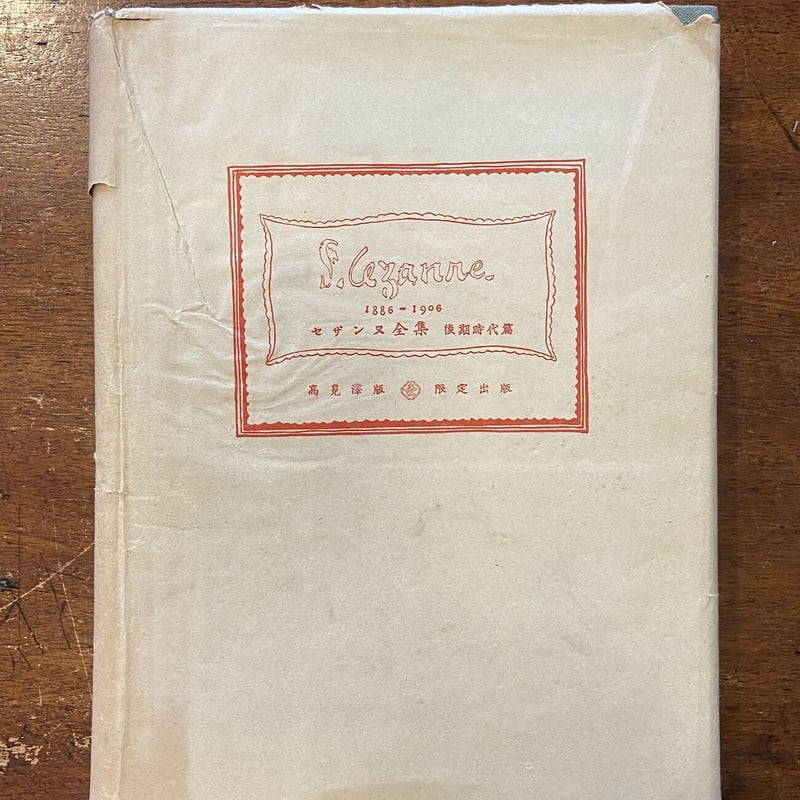 P. Cezanne.
1886-1906
セザンヌ全集 後期時代篇
高見澤版 限定出版